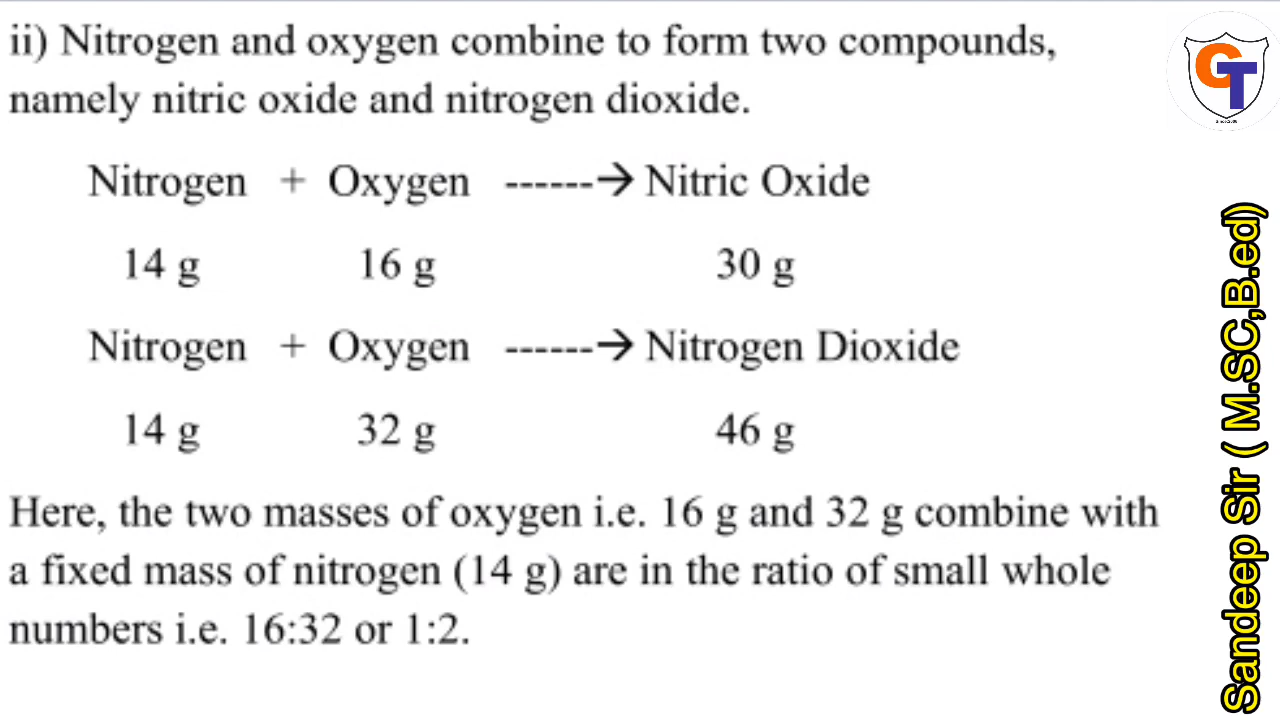 ii) Nitrogen and oxygen combine to form two compounds,
namely nitric oxide and nitrogen dioxide.
Nitrogen + Oxygen ------→ Nitric Oxide
14 g 16 g 30 g
Nitrogen + Oxygen ------→ Nitrogen Dioxide
14 g 32 g 46 g
Here, the two masses of oxygen i.e. 16 g and 32 g combine with
a fixed mass of nitrogen (14 g) are in the ratio of small whole
numbers i.e. 16:32 or 1:2.
GT
Sandeep Sir ( M.SC,B.ed)